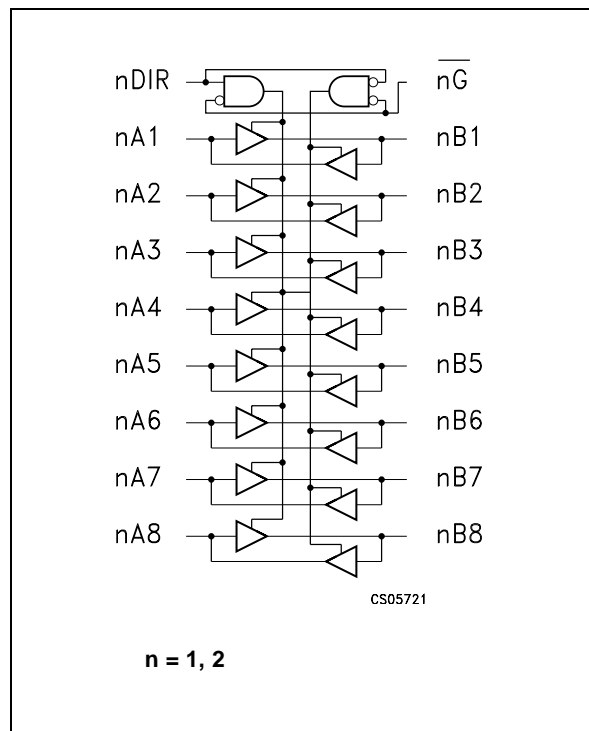 nDIR n̅G̅
nA1 nB1
nA2 nB2
nA3 nB3
nA4 nB4
nA5 nB5
nA6 nB6
nA7 nB7
nA8 nB8
CS05721
n = 1, 2